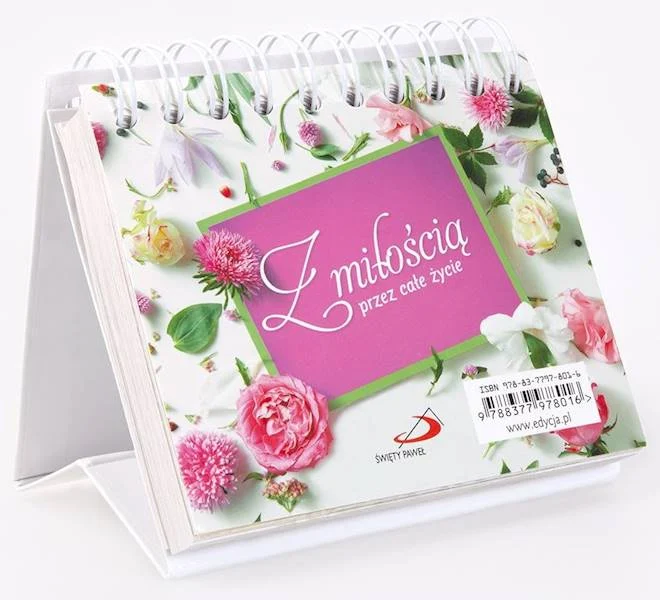 Z miłością
przez całe życie
ŚWIĘTY PAWEŁ
ISBN 978-83-7797-801-6
9 788377 978016 >
www.edycja.pl